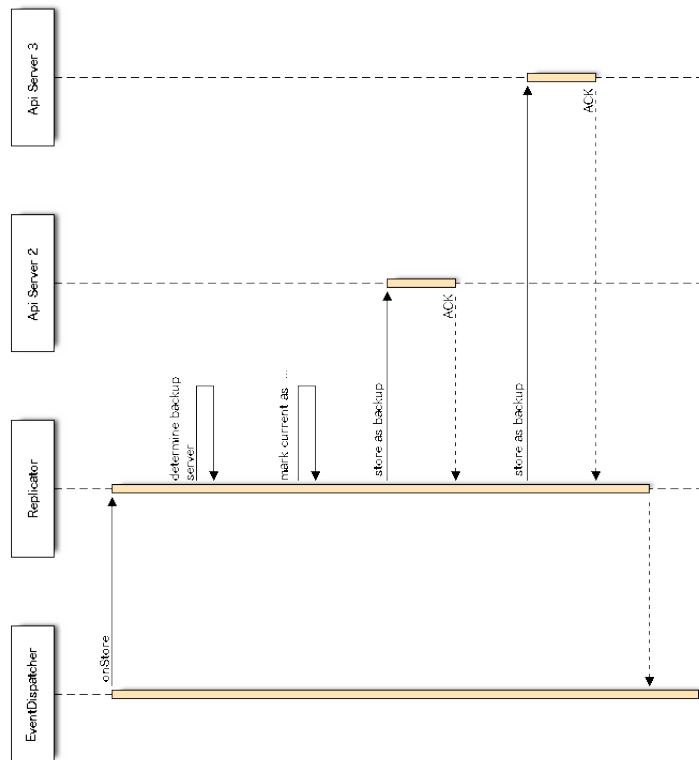 EventDispatcher
Replicator
Api Server 2
Api Server 3
onStore
determine backup
server
mark current as ...
store as backup
ACK
store as backup
ACK